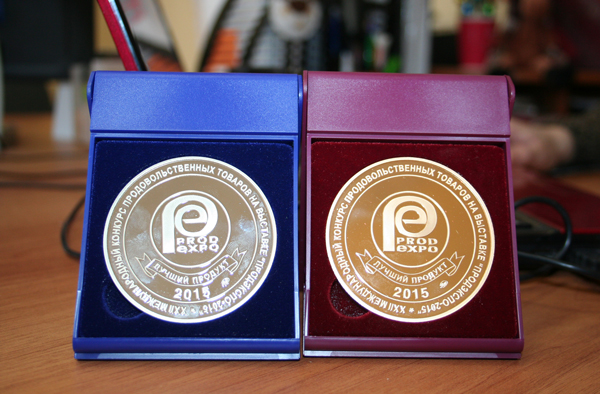 XXII МЕЖДУНАРОДНЫЙ КОНКУРС ПРОДОВОЛЬСТВЕННЫХ ТОВАРОВ НА ВЫСТАВКЕ "ПРОДЭКСПО-2015" *
PROD
EXPO
ЛУЧШИЙ ПРОДУКТ
2015
XXII МЕЖДУНАРОДНЫЙ КОНКУРС ПРОДОВОЛЬСТВЕННЫХ ТОВАРОВ НА ВЫСТАВКЕ "ПРОДЭКСПО-2015" *
PROD
EXPO
ЛУЧШИЙ ПРОДУКТ
2015